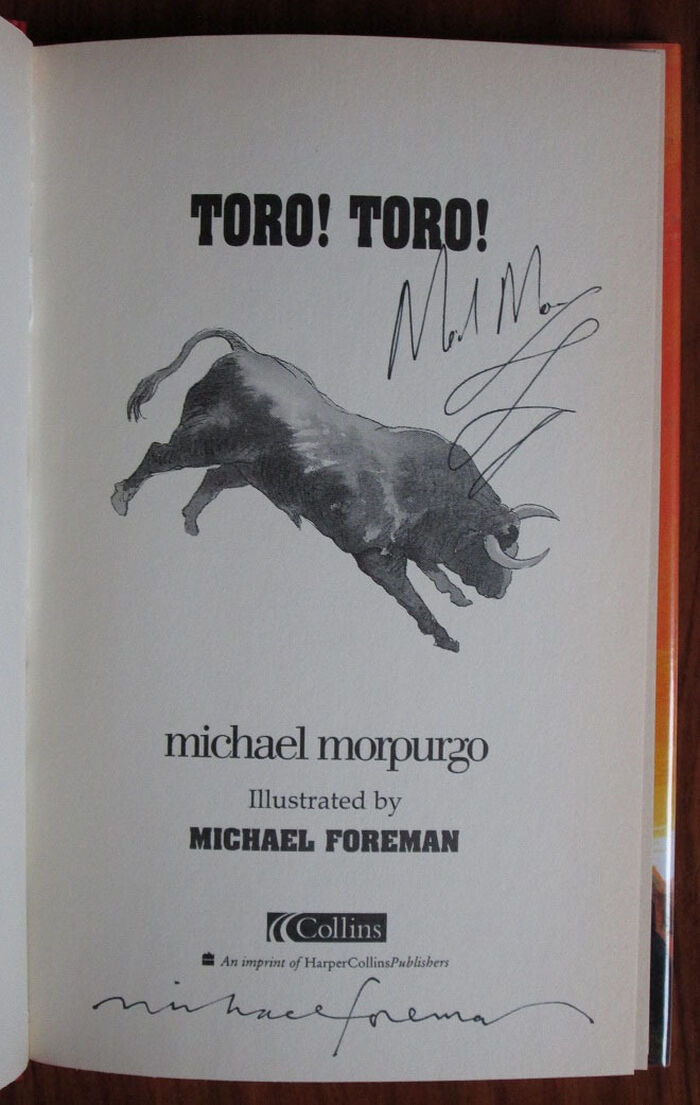 TORO! TORO!
michael morpurgo
Illustrated by
MICHAEL FOREMAN
Collins
An imprint of HarperCollinsPublishers
michael foreman